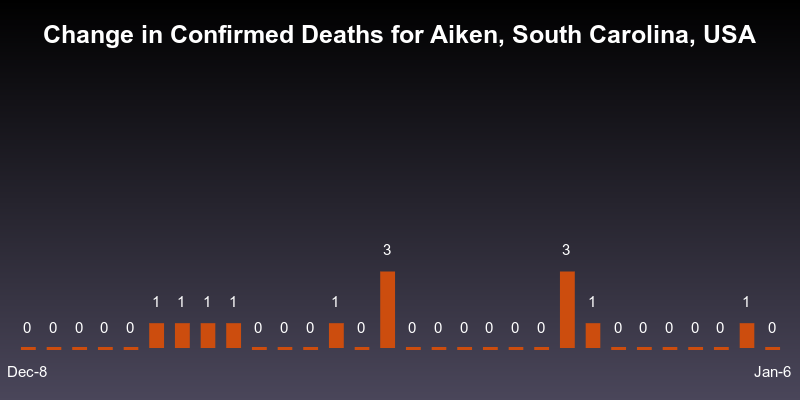 Change in Confirmed Deaths for Aiken, South Carolina, USA
0 0 0 0 0 1 1 1 1 0 0 0 1 0 3 0 0 0 0 0 0 3 1 0 0 0 0 0 1 0
Dec-8 Jan-6